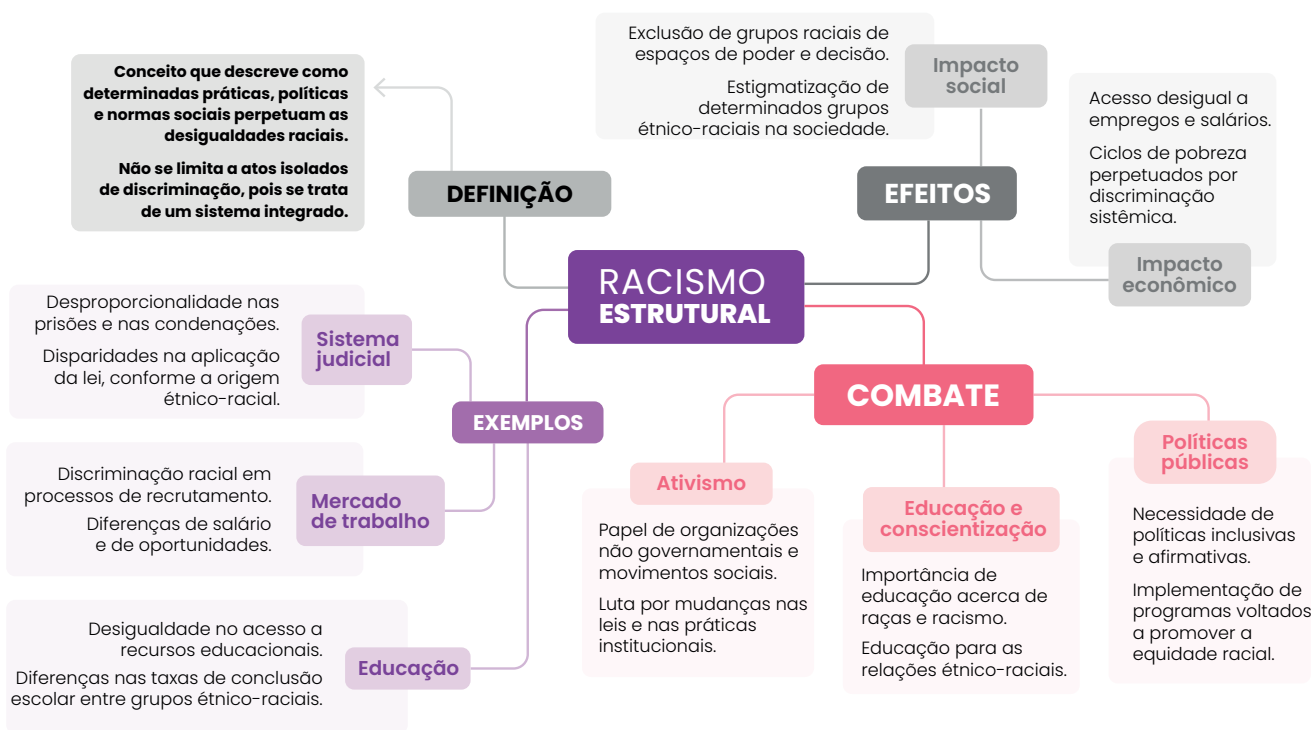 RACISMO
ESTRUTURAL
DEFINIÇÃO
Conceito que descreve como
determinadas práticas, políticas
e normas sociais perpetuam as
desigualdades raciais.
Não se limita a atos isolados
de discriminação, pois se trata
de um sistema integrado.
EFEITOS
Impacto
social
Exclusão de grupos raciais de
espaços de poder e decisão.
Estigmatização de
determinados grupos
étnico-raciais na sociedade.
Impacto
econômico
Acesso desigual a
empregos e salários.
Ciclos de pobreza
perpetuados por
discriminação
sistêmica.
EXEMPLOS
Sistema
judicial
Desproporcionalidade nas
prisões e nas condenações.
Disparidades na aplicação
da lei, conforme a origem
étnico-racial.
Mercado
de trabalho
Discriminação racial em
processos de recrutamento.
Diferenças de salário
e de oportunidades.
Educação
Desigualdade no acesso a
recursos educacionais.
Diferenças nas taxas de conclusão
escolar entre grupos étnico-raciais.
COMBATE
Ativismo
Papel de organizações
não governamentais e
movimentos sociais.
Luta por mudanças nas
leis e nas práticas
institucionais.
Educação e
conscientização
Importância de
educação acerca de
raças e racismo.
Educação para as
relações étnico-raciais.
Políticas
públicas
Necessidade de
políticas inclusivas
e afirmativas.
Implementação de
programas voltados
a promover a
equidade racial.